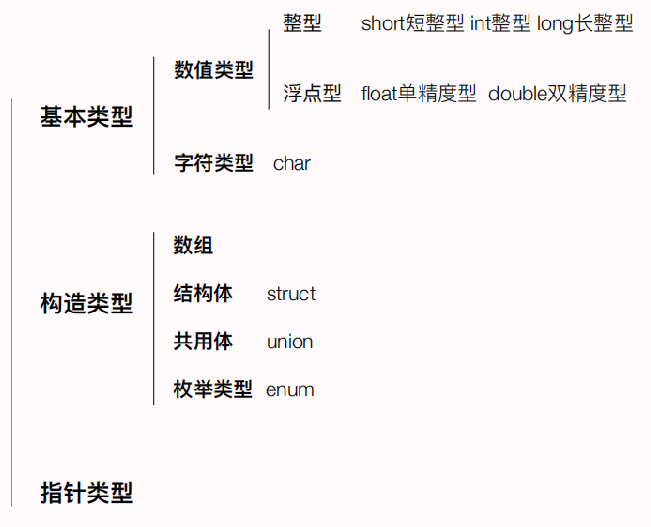 整型 short短整型 int整型 long长整型
数值类型
浮点型 float单精度型 double双精度型
基本类型
字符类型 char
数组
结构体 struct
构造类型
共用体 union
枚举类型 enum
指针类型